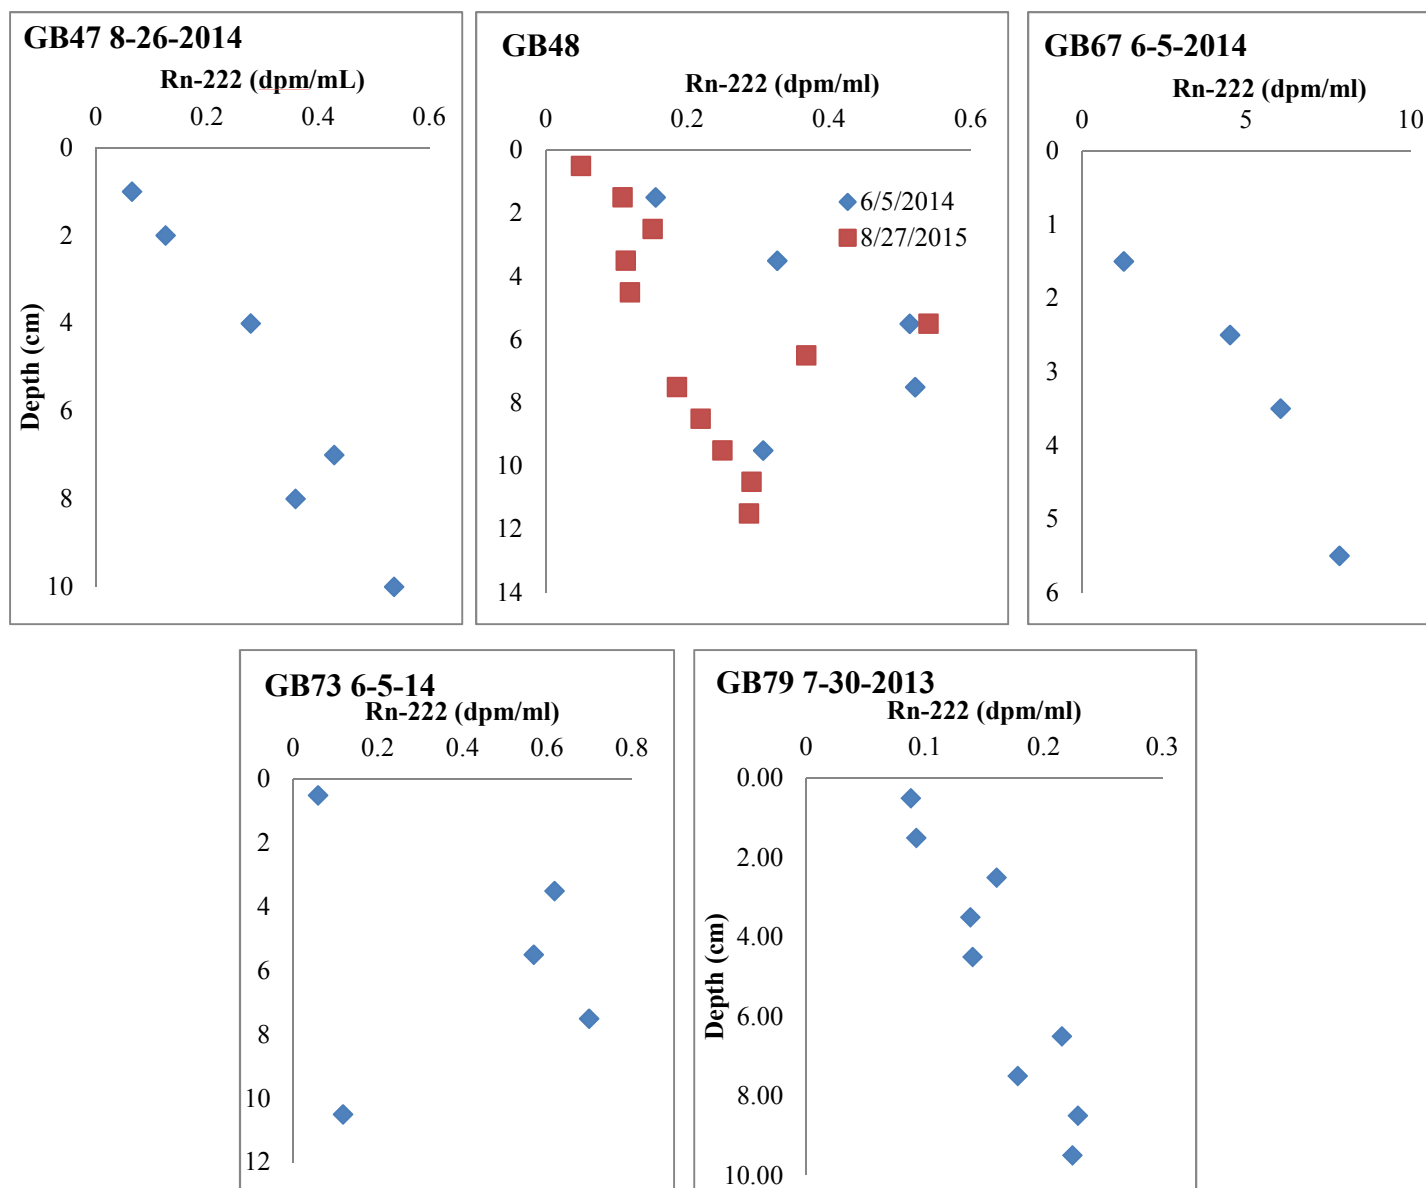 GB47 8-26-2014
Rn-222 (dpm/mL)
0 0.2 0.4 0.6
0
2
4
6
8
10
Depth (cm)
GB48
Rn-222 (dpm/ml)
0 0.2 0.4 0.6
0
2
4
6
8
10
12
14
6/5/2014
8/27/2015
GB67 6-5-2014
Rn-222 (dpm/ml)
0 5 10
0
1
2
3
4
5
6
GB73 6-5-14
Rn-222 (dpm/ml)
0 0.2 0.4 0.6 0.8
0
2
4
6
8
10
12
GB79 7-30-2013
Rn-222 (dpm/ml)
0 0.1 0.2 0.3
0.00
2.00
4.00
6.00
8.00
10.00
Depth (cm)